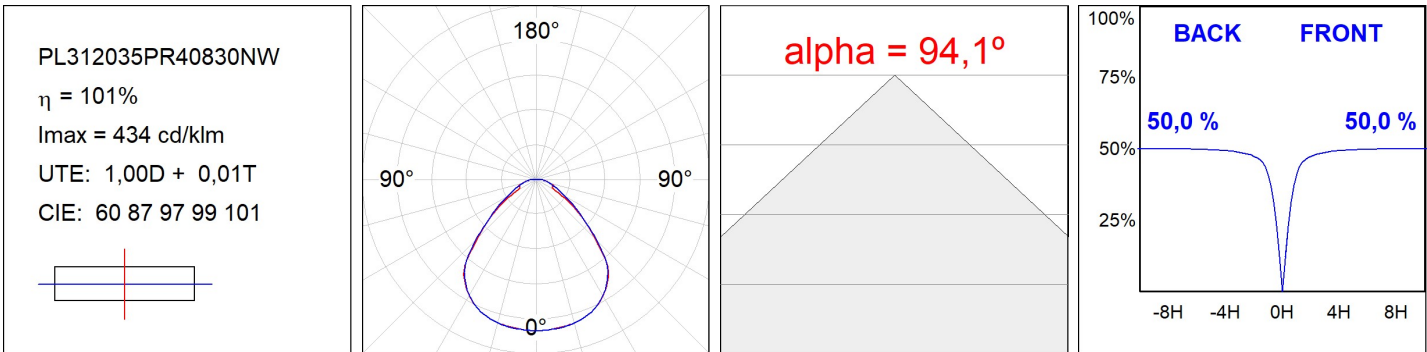 PL312035PR40830NW
η = 101%
Imax = 434 cd/klm
UTE: 1,00D + 0,01T
CIE: 60 87 97 99 101
180°
90° 90°
0°
alpha = 94,1º
100%
BACK FRONT
75%
50,0 % 50,0 %
50%
25%
-8H -4H 0H 4H 8H